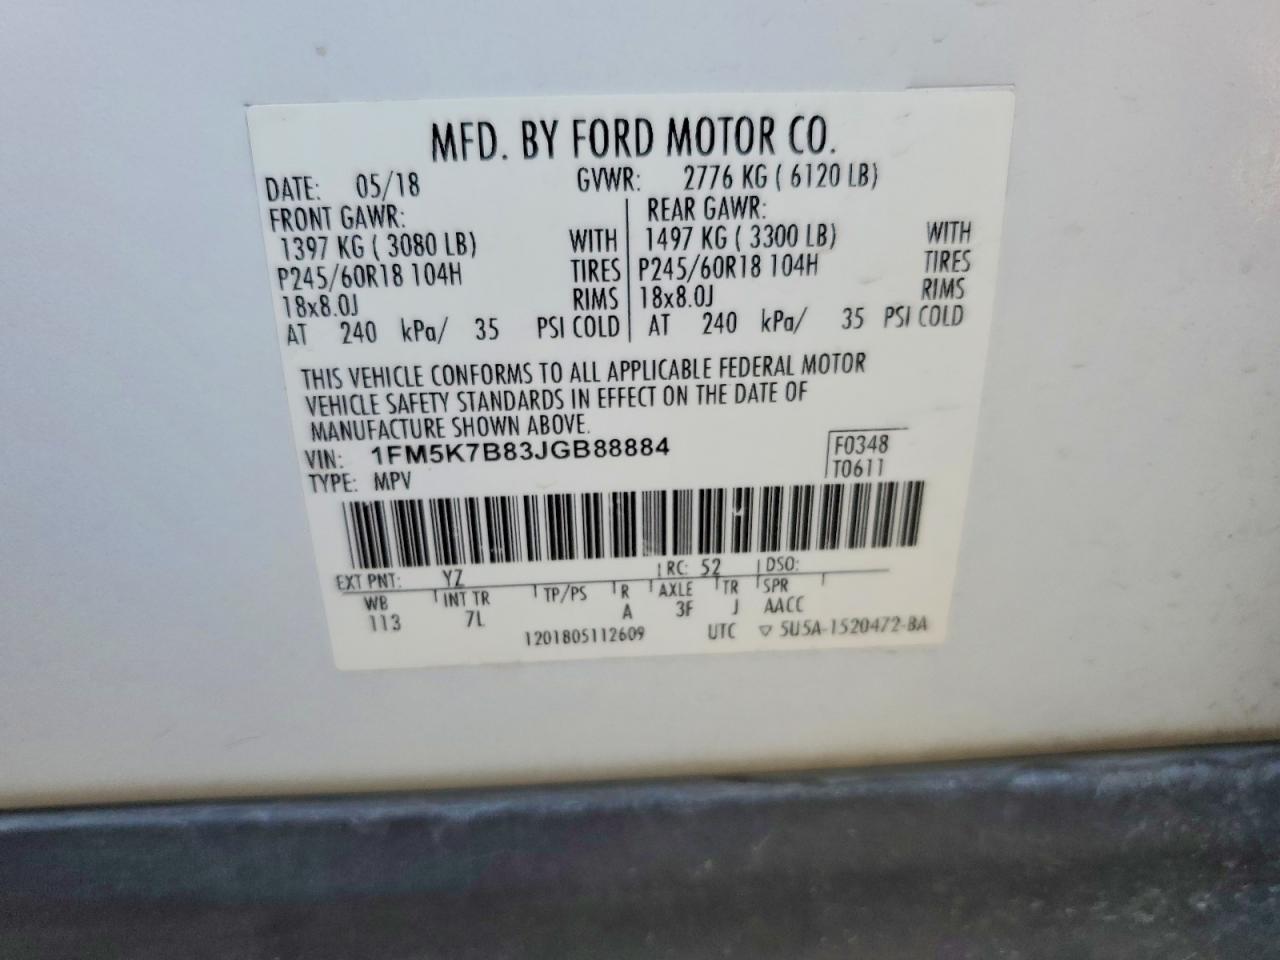 MFD. BY FORD MOTOR CO.
DATE: 05/18 GVWR: 2776 KG ( 6120 LB)
FRONT GAWR: REAR GAWR:
1397 KG ( 3080 LB) WITH 1497 KG ( 3300 LB) WITH
P245/60R18 104H TIRES P245/60R18 104H TIRES
18x8.0J RIMS 18x8.0J RIMS
AT 240 kPa/ 35 PSI COLD AT 240 kPa/ 35 PSI COLD
THIS VEHICLE CONFORMS TO ALL APPLICABLE FEDERAL MOTOR
VEHICLE SAFETY STANDARDS IN EFFECT ON THE DATE OF
MANUFACTURE SHOWN ABOVE.
VIN: 1FM5K7B83JGB88884 F0348
TYPE: MPV T0611
EXT PNT: YZ RC: 52 DSO:
WB INT TR TP/PS R AXLE TR SPR
113 7L A 3F J AACC
1201805112609 UTC ▽ 5U5A-1520472-BA